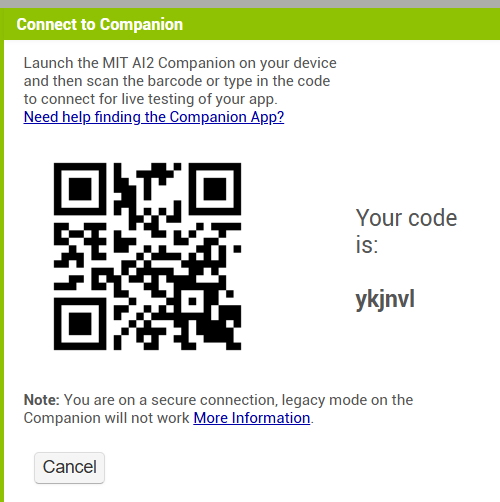 Connect to Companion
Launch the MIT AI2 Companion on your device
and then scan the barcode or type in the code
to connect for live testing of your app.
Need help finding the Companion App?
Your code
is:
ykjnvl
Note: You are on a secure connection, legacy mode on the
Companion will not work More Information.
Cancel